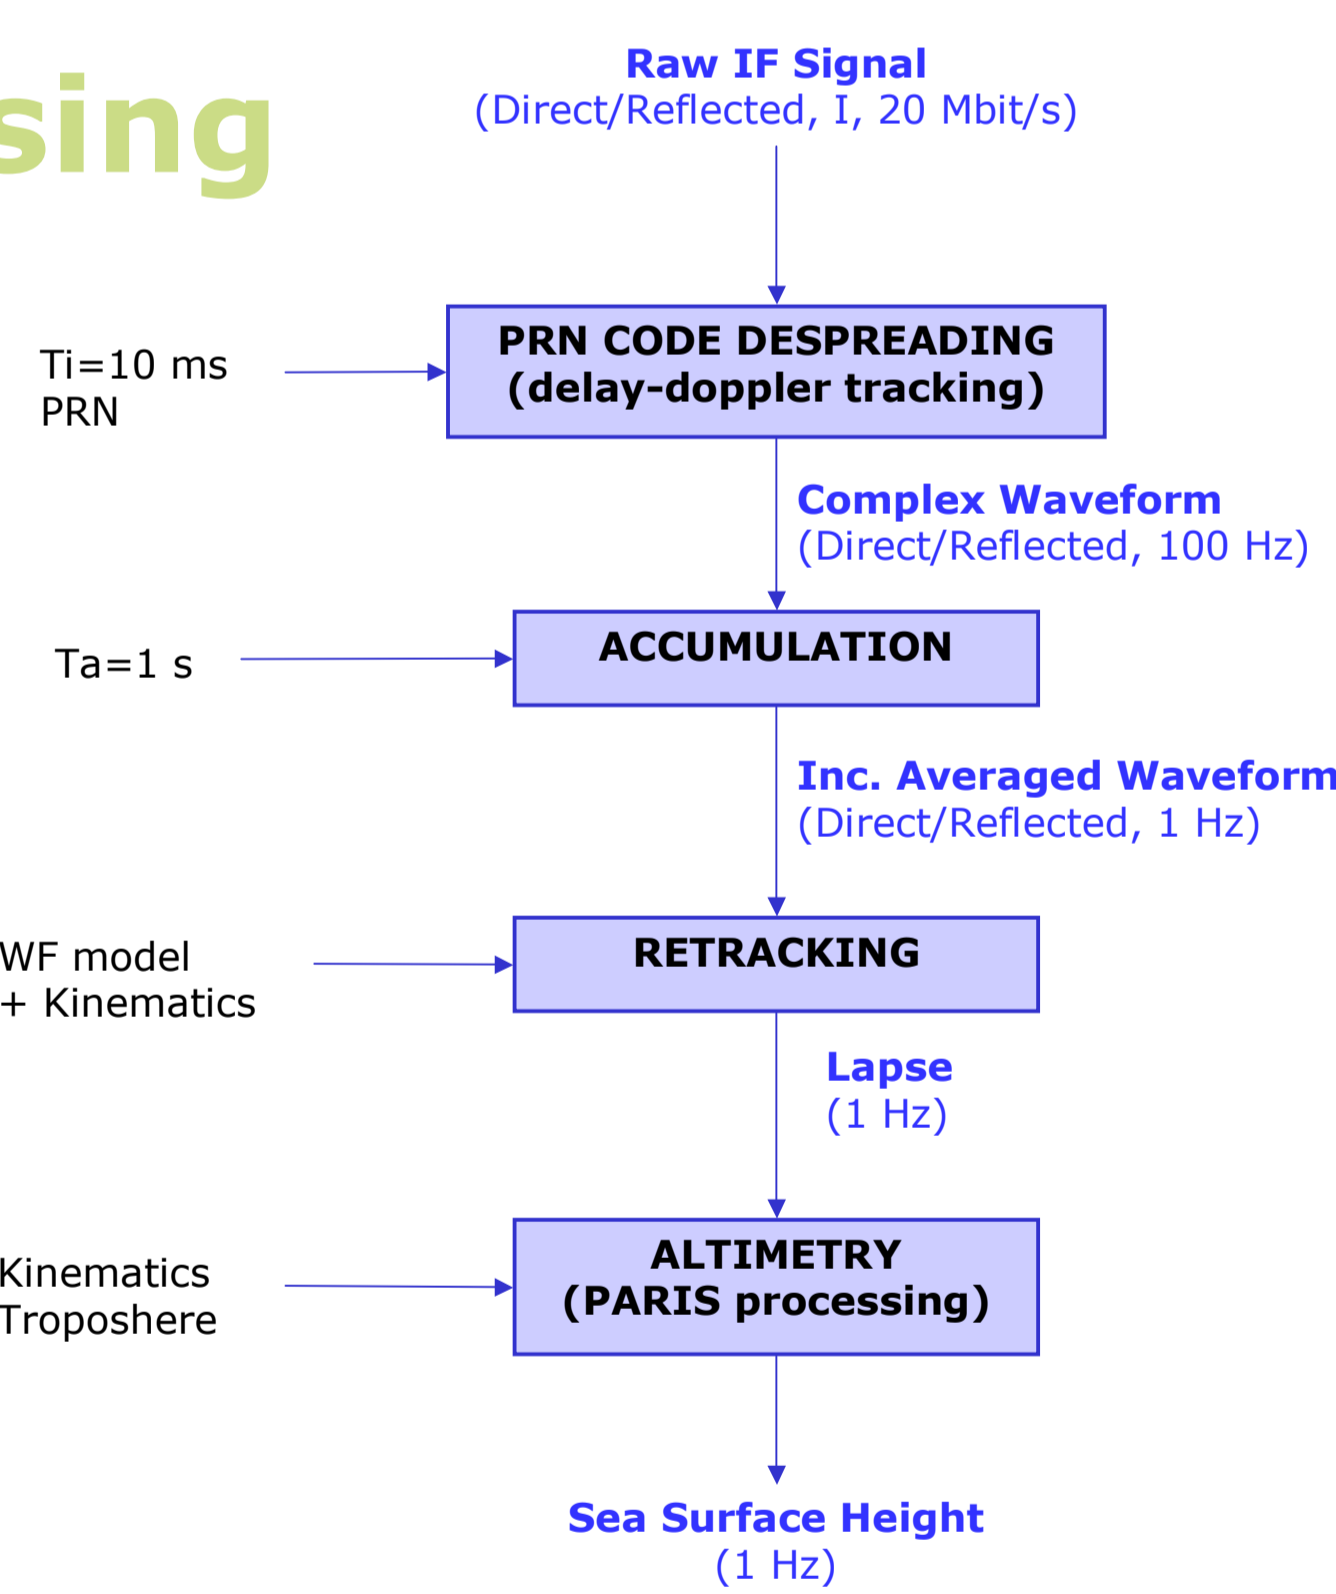 sing
Raw IF Signal
(Direct/Reflected, I, 20 Mbit/s)
Ti=10 ms
PRN
PRN CODE DESPREADING
(delay-doppler tracking)
Complex Waveform
(Direct/Reflected, 100 Hz)
Ta=1 s
ACCUMULATION
Inc. Averaged Waveform
(Direct/Reflected, 1 Hz)
WF model
+ Kinematics
RETRACKING
Lapse
(1 Hz)
Kinematics
Troposhere
ALTIMETRY
(PARIS processing)
Sea Surface Height
(1 Hz)